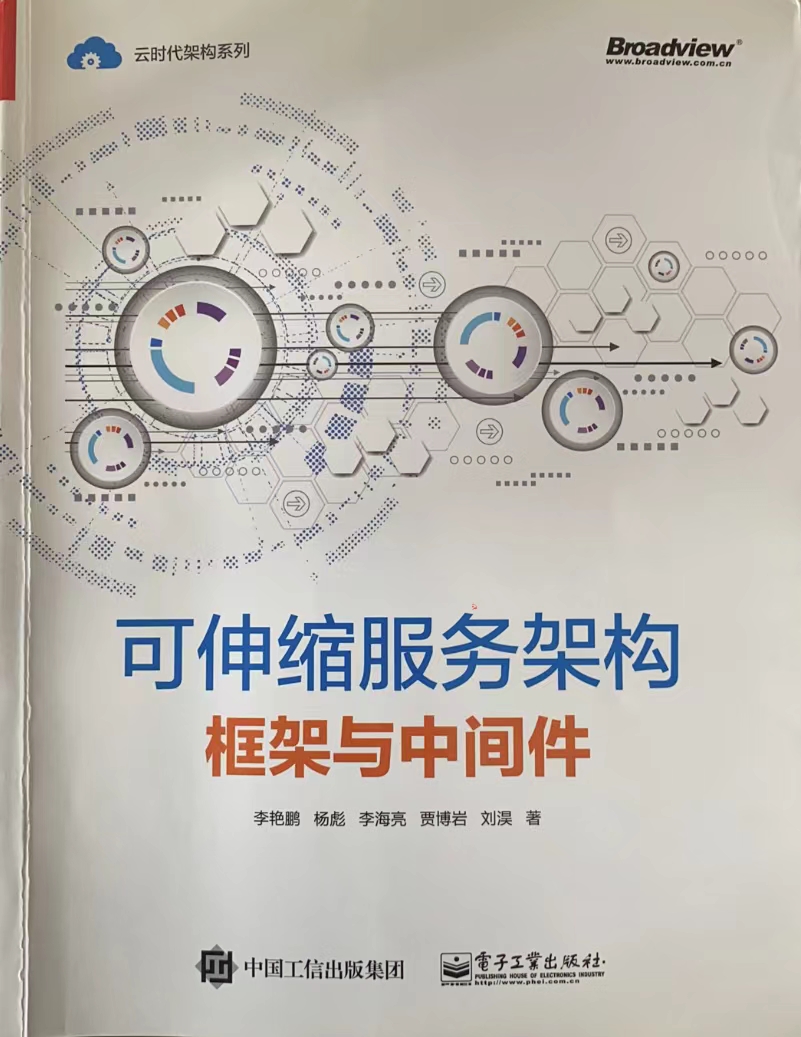 云时代架构系列
Broadview®
www.broadview.com.cn
可伸缩服务架构
框架与中间件
李艳鹏 杨彪 李海亮 贾博岩 刘淏 著
中国工信出版集团
電子工業出版社·
PUBLISHING HOUSE OF ELECTRONICS INDUSTRY
http://www.phei.com.cn